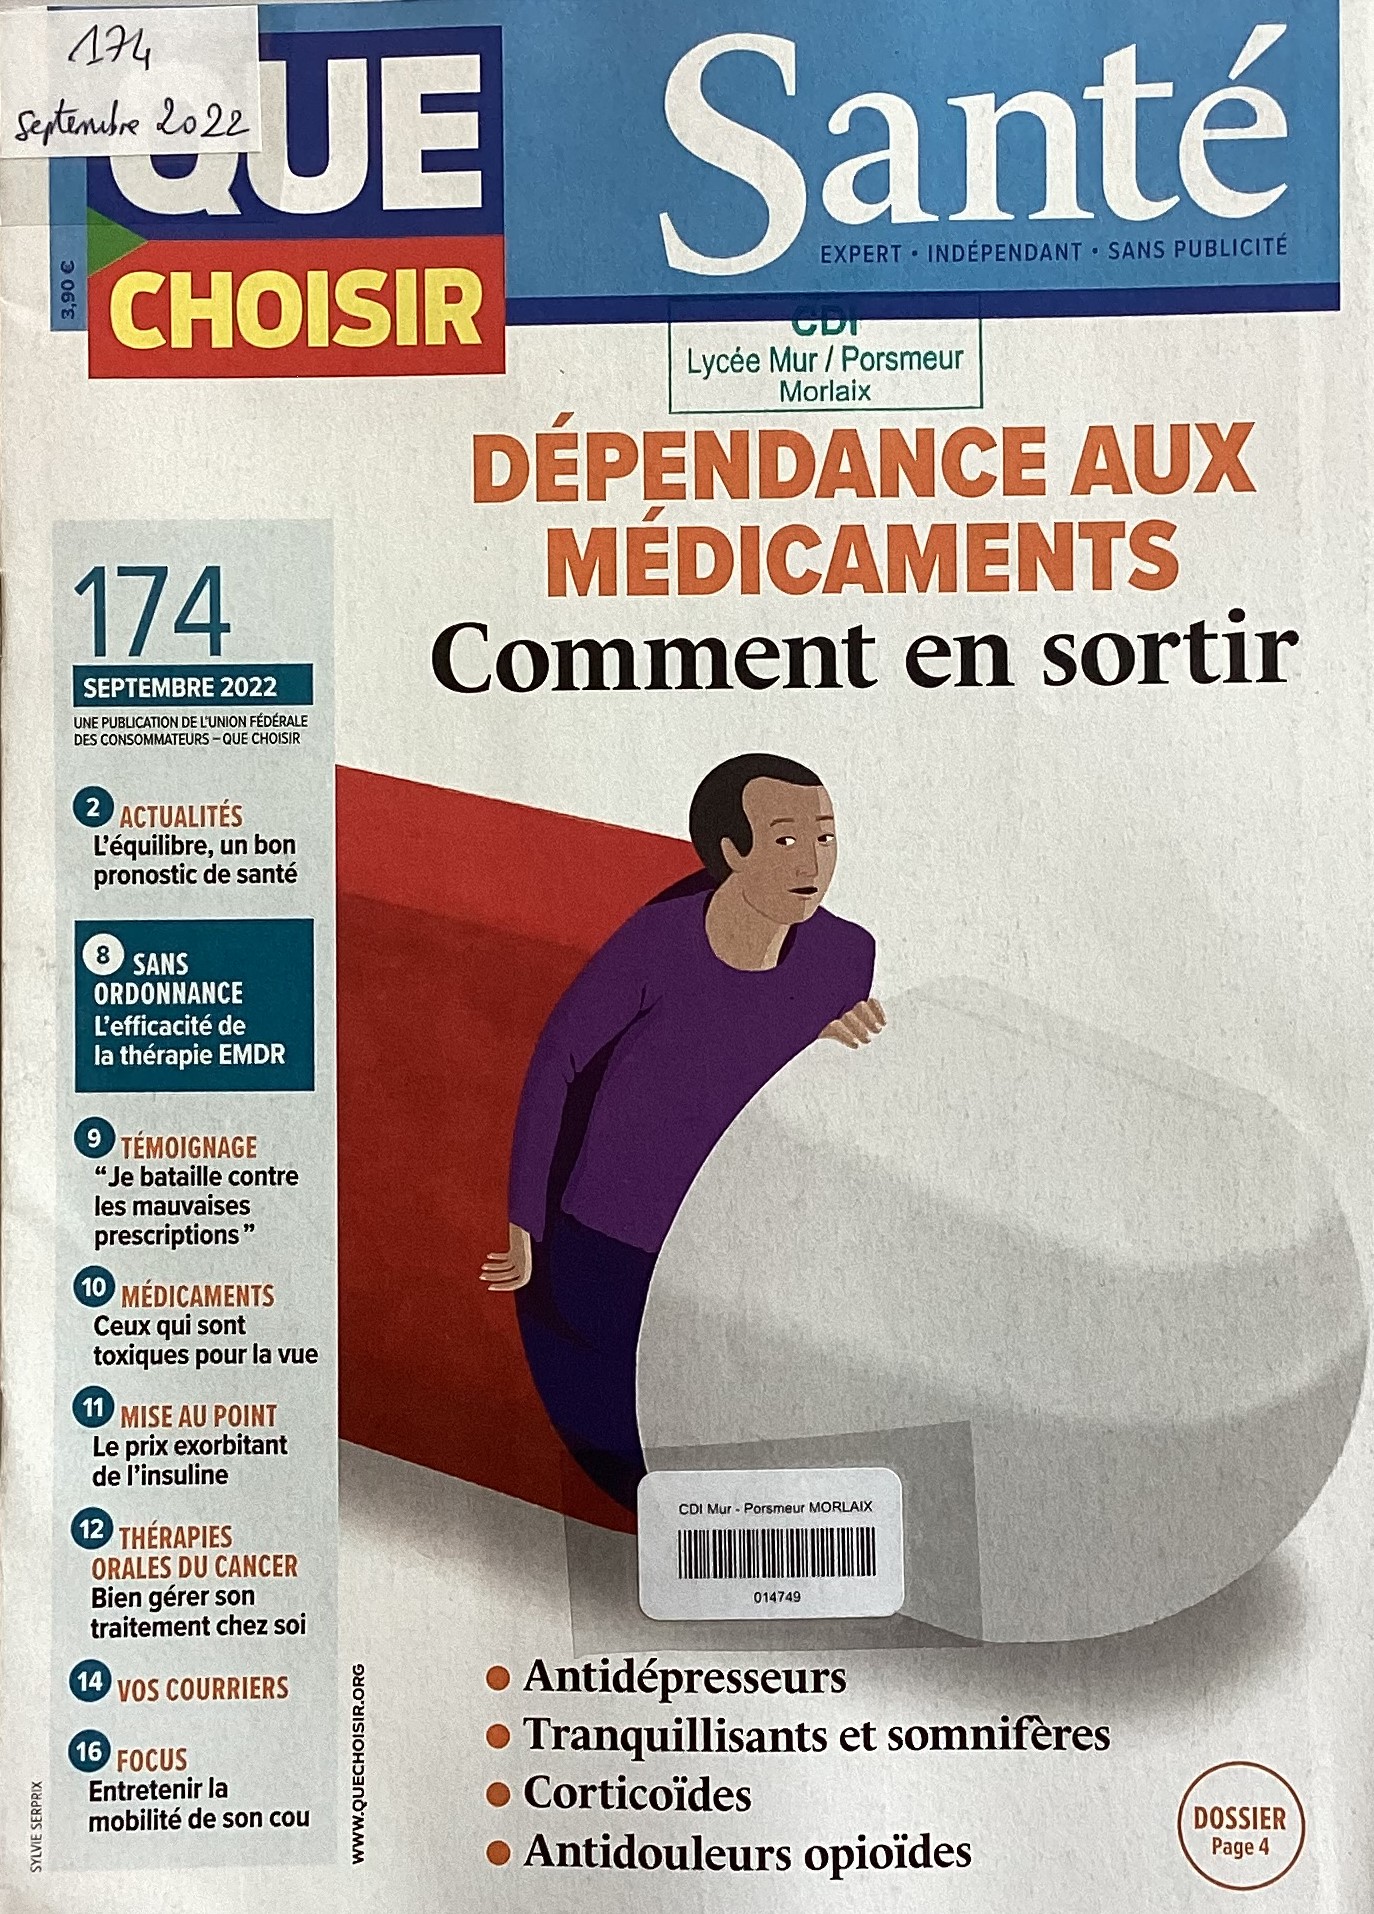 174
septembre 2022
QUE
CHOISIR
3,90 €
Santé
EXPERT • INDÉPENDANT • SANS PUBLICITÉ
CDI
Lycée Mur / Porsmeur
Morlaix
DÉPENDANCE AUX
MÉDICAMENTS
Comment en sortir
174
SEPTEMBRE 2022
UNE PUBLICATION DE L'UNION FÉDÉRALE
DES CONSOMMATEURS – QUE CHOISIR
2 ACTUALITÉS
L'équilibre, un bon
pronostic de santé
8 SANS
ORDONNANCE
L'efficacité de
la thérapie EMDR
9 TÉMOIGNAGE
“Je bataille contre
les mauvaises
prescriptions”
10 MÉDICAMENTS
Ceux qui sont
toxiques pour la vue
11 MISE AU POINT
Le prix exorbitant
de l'insuline
12 THÉRAPIES
ORALES DU CANCER
Bien gérer son
traitement chez soi
14 VOS COURRIERS
16 FOCUS
Entretenir la
mobilité de son cou
SYLVIE SERPRIX
WWW.QUECHOISIR.ORG
CDI Mur - Porsmeur MORLAIX
014749
• Antidépresseurs
• Tranquillisants et somnifères
• Corticoïdes
• Antidouleurs opioïdes
DOSSIER
Page 4